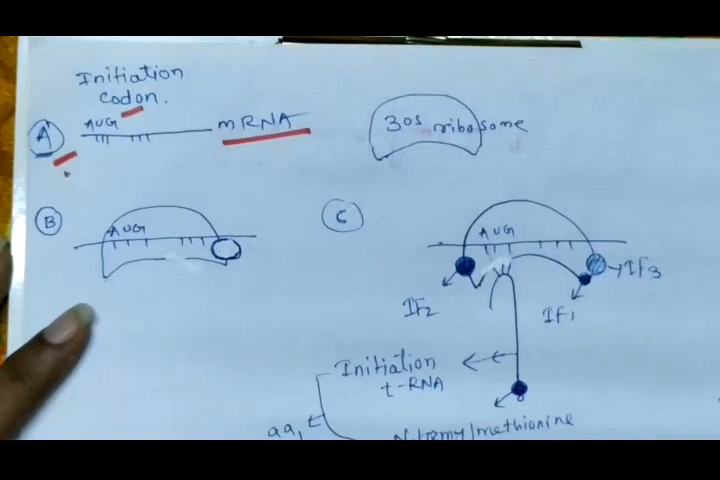 Initiation
codon.
A
AUG
mRNA
30s ribosome
B
AUG
C
AUG
IF2
IF1
IF3
Initiation
t-RNA
aa1
N-formyl methionine